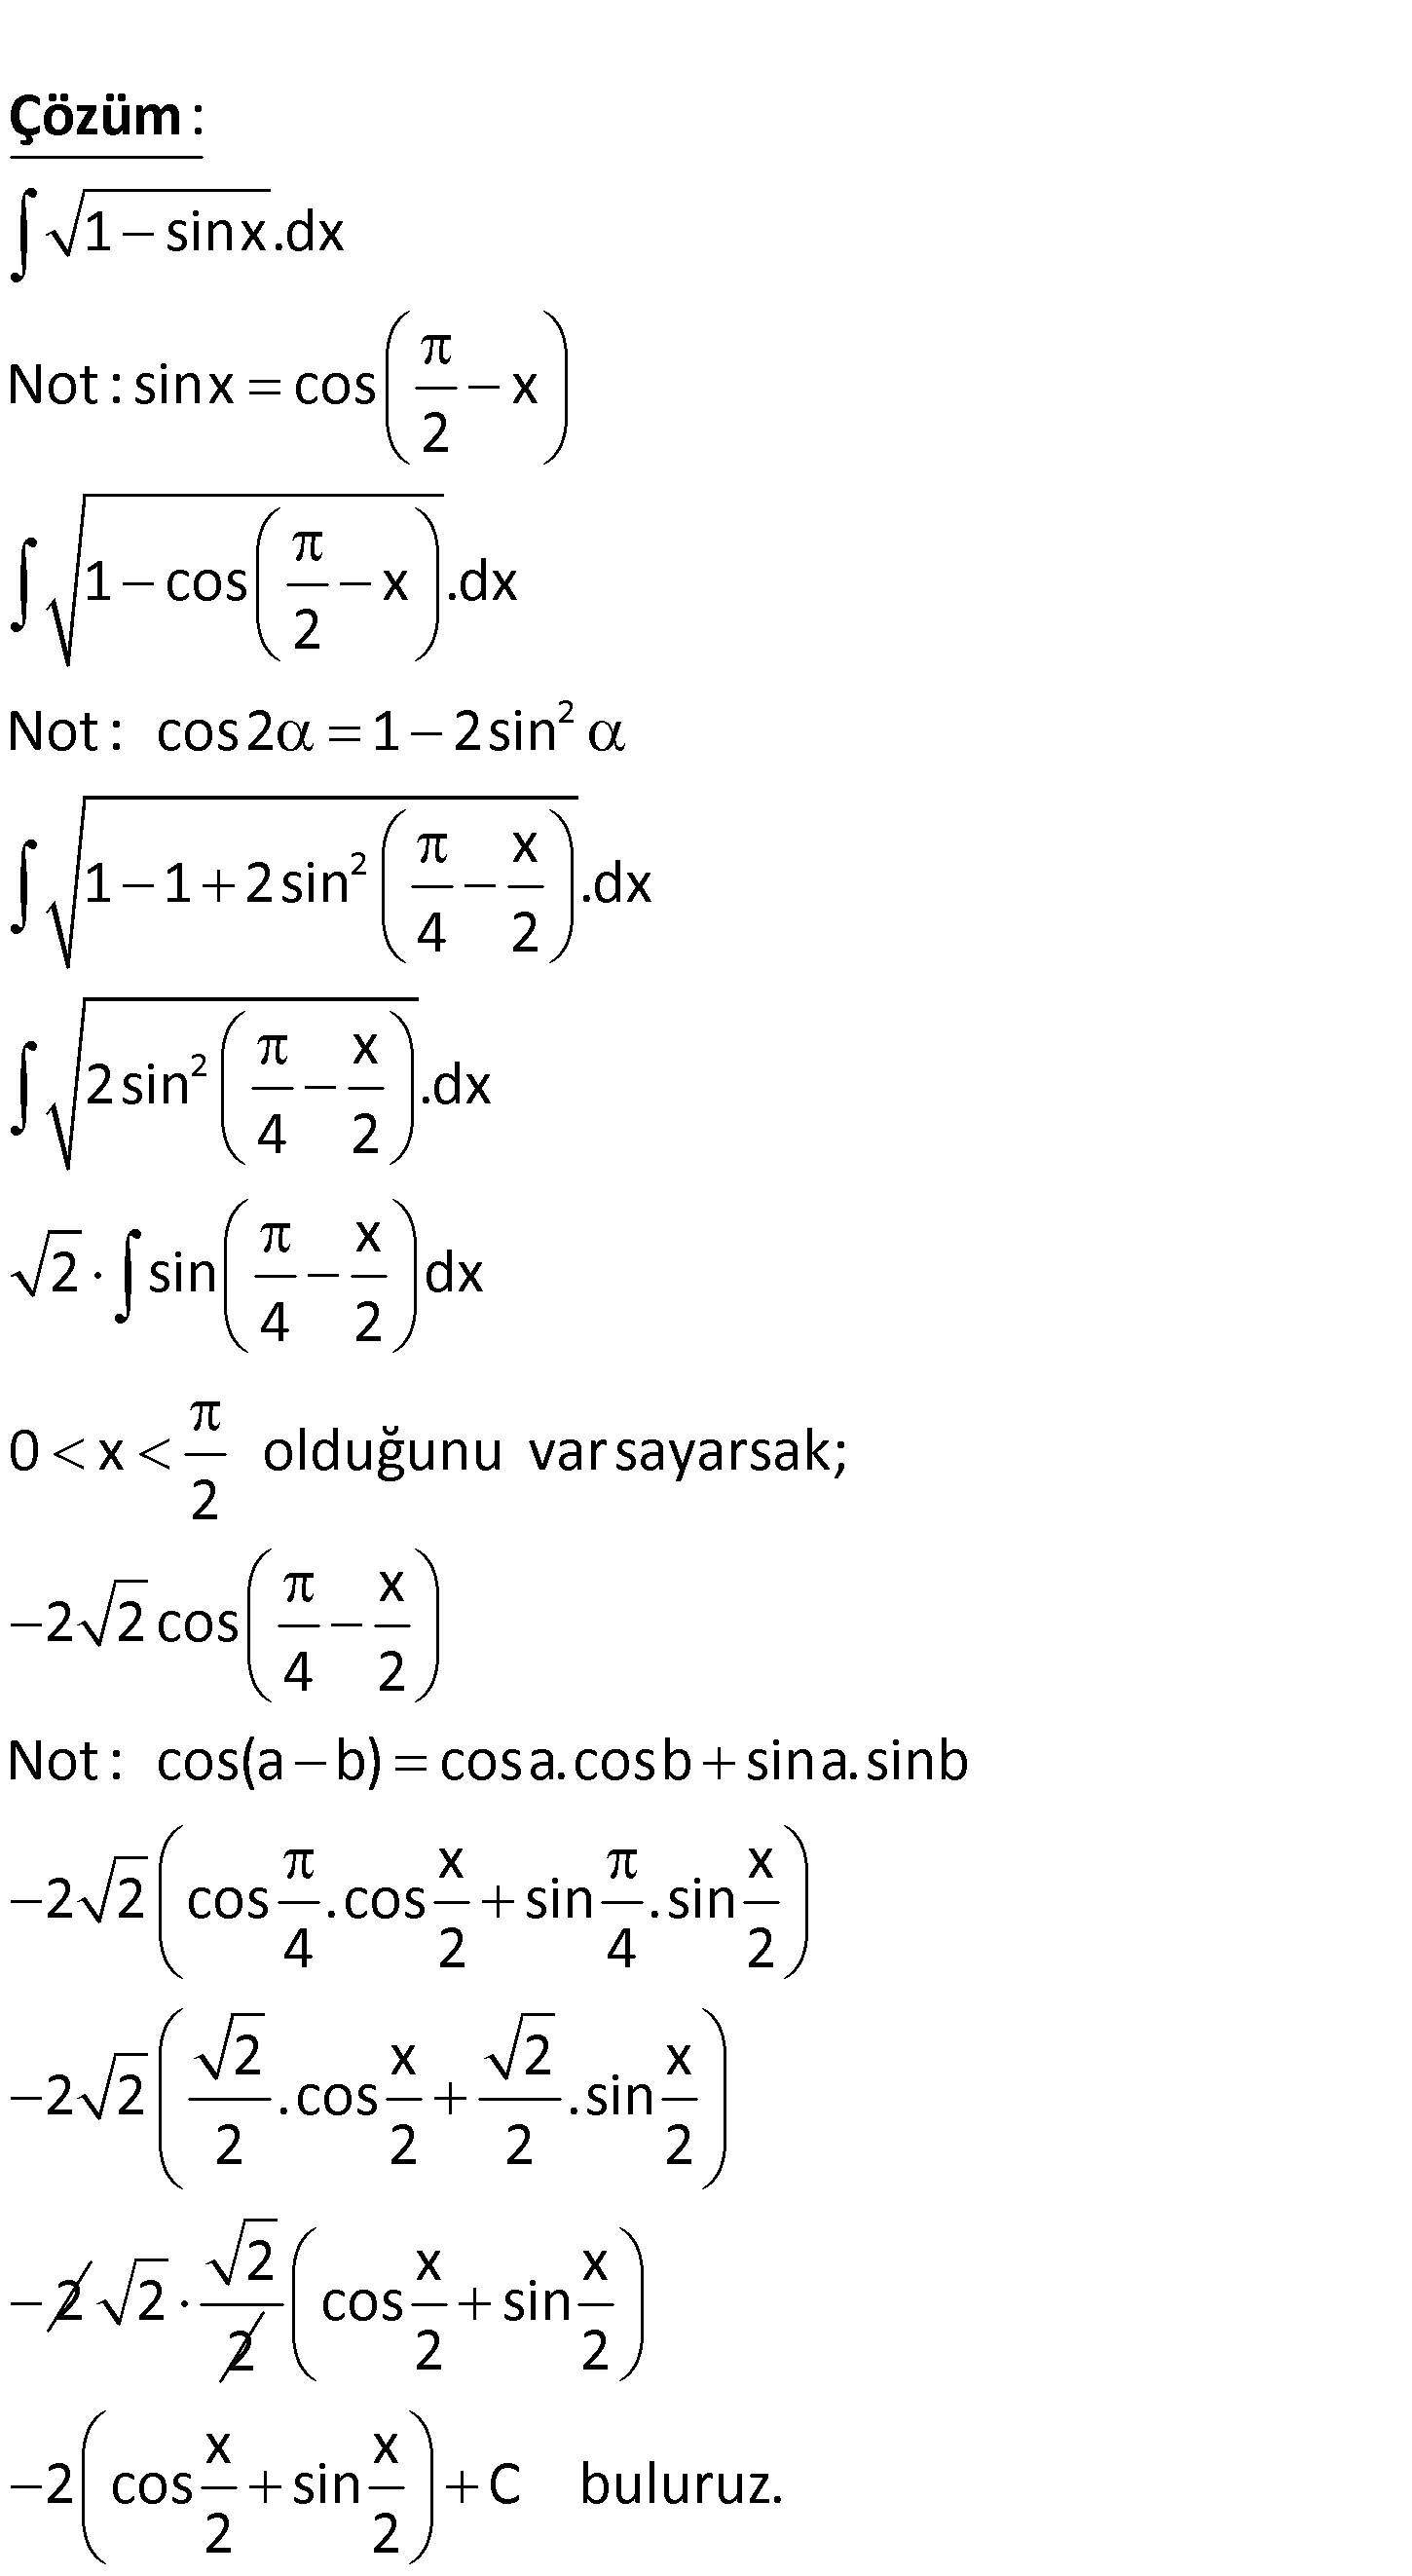 Çözüm:
∫√(1−sinx).dx
Not: sinx = cos(π/2 − x)
∫√(1−cos(π/2 − x)).dx
Not: cos2α = 1−2sin²α
∫√(1−1+2sin²(π/4 − x/2)).dx
∫√(2sin²(π/4 − x/2)).dx
√2·∫sin(π/4 − x/2)dx
0 < x < π/2 olduğunu varsayarsak;
−2√2cos(π/4 − x/2)
Not: cos(a−b) = cosa.cosb + sina.sinb
−2√2(cos π/4 .cos x/2 + sin π/4 .sin x/2)
−2√2(√2/2 .cos x/2 + √2/2 .sin x/2)
−2√2·√2/2(cos x/2 + sin x/2)
−2(cos x/2 + sin x/2)+C buluruz.